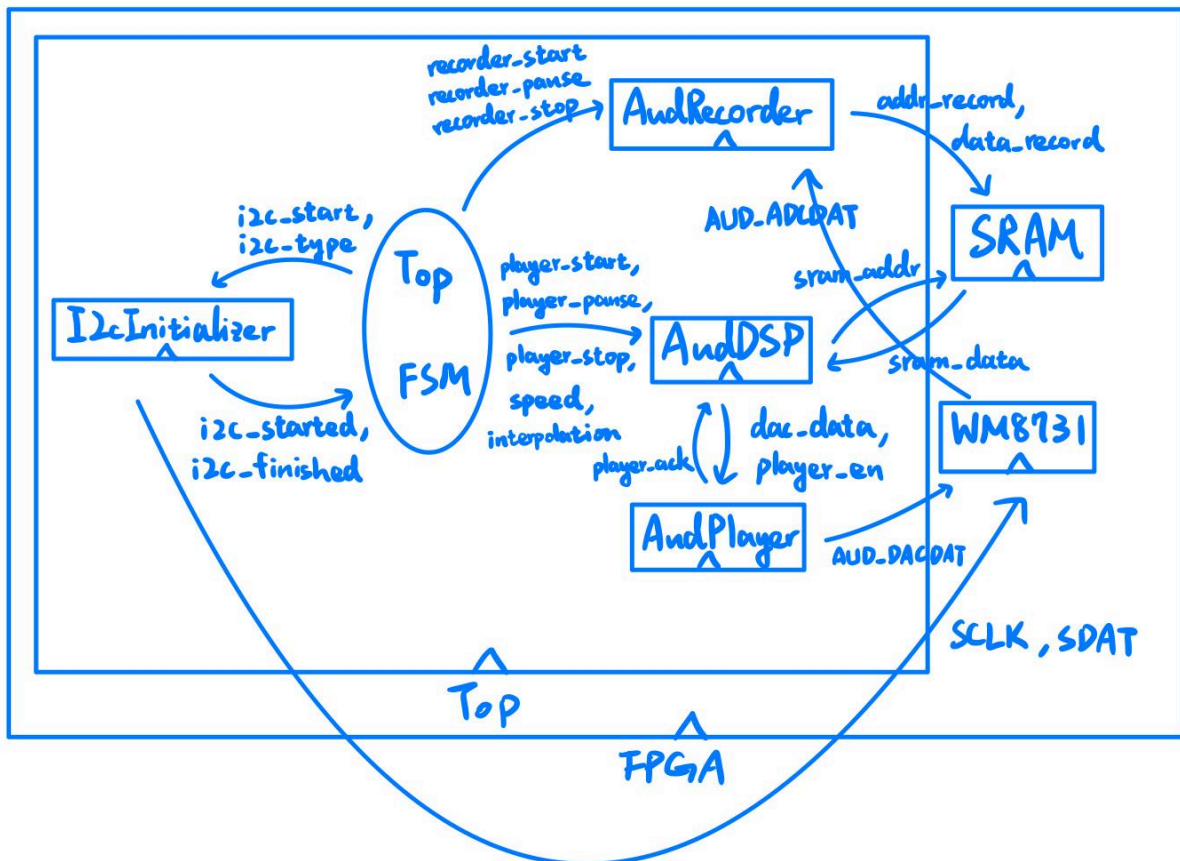 recorder_start
recorder_pause
recorder_stop
AudRecorder
addr_record,
data_record
i2c_start,
i2c_type
AUD_ADCDAT
SRAM
Top
FSM
player_start,
player_pause,
player_stop,
speed,
interpolation
sram_addr
I2cInitializer
AudDSP
sram_data
i2c_started,
i2c_finished
player_ack
dac_data,
player_en
WM8731
AudPlayer
AUD_DACDAT
SCLK, SDAT
Top
FPGA